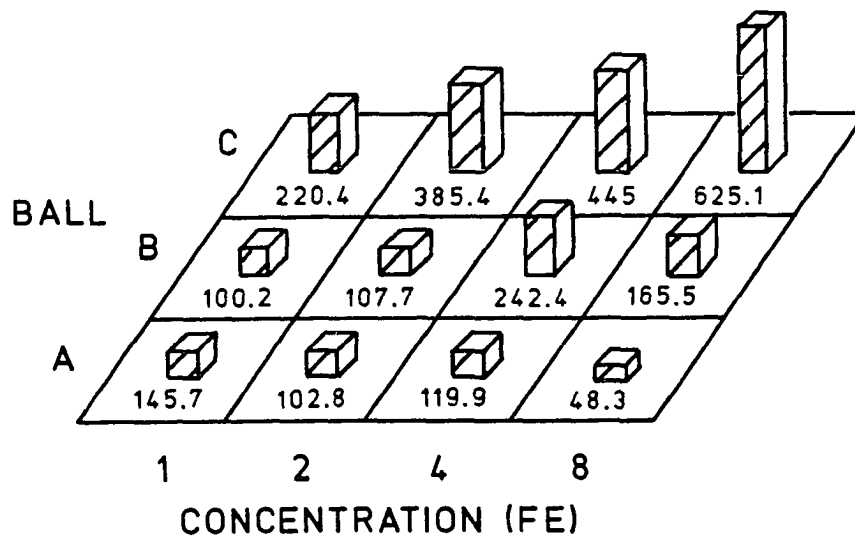 C
220.4 385.4 445 625.1
BALL
B
100.2 107.7 242.4 165.5
A
145.7 102.8 119.9 48.3
1 2 4 8
CONCENTRATION (FE)